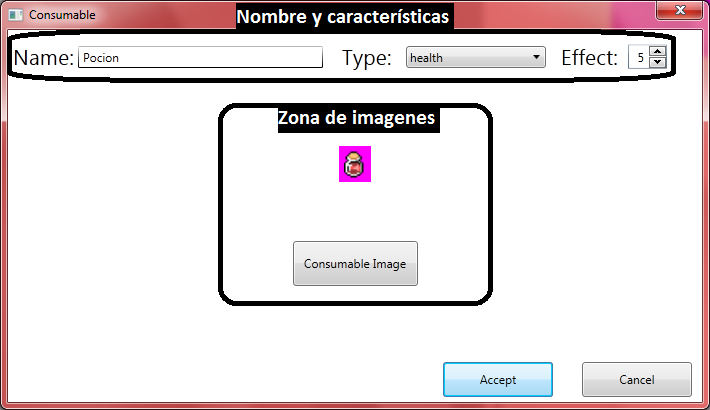 Consumable
Nombre y características
Name: Pocion Type: health Effect: 5
Zona de imagenes
Consumable Image
Accept Cancel